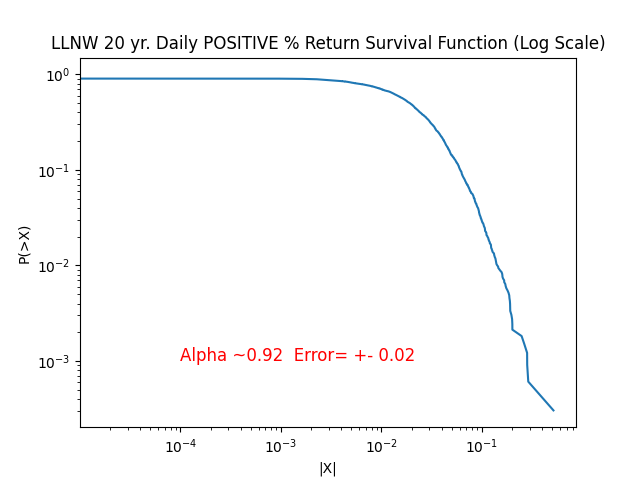 LLNW 20 yr. Daily POSITIVE % Return Survival Function (Log Scale)
10⁰
10⁻¹
10⁻²
10⁻³
P(>X)
Alpha ~0.92  Error= +- 0.02
10⁻⁴ 10⁻³ 10⁻² 10⁻¹
|X|